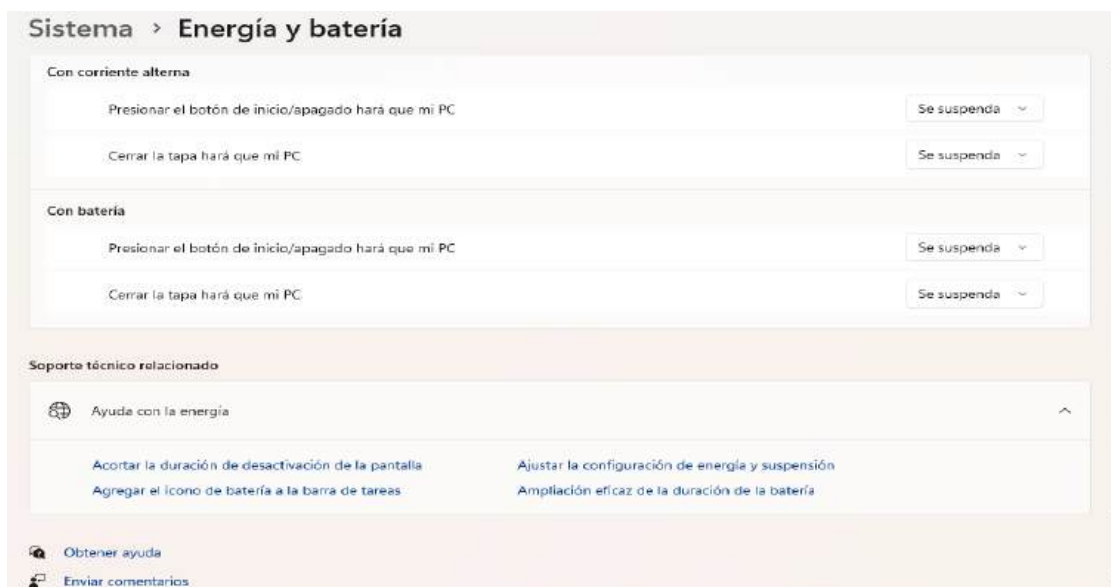 Sistema > Energía y batería
Con corriente alterna
Presionar el botón de inicio/apagado hará que mi PC
Se suspenda
Cerrar la tapa hará que mi PC
Se suspenda
Con batería
Presionar el botón de inicio/apagado hará que mi PC
Se suspenda
Cerrar la tapa hará que mi PC
Se suspenda
Soporte técnico relacionado
Ayuda con la energía
Acortar la duración de desactivación de la pantalla
Ajustar la configuración de energía y suspensión
Agregar el icono de batería a la barra de tareas
Ampliación eficaz de la duración de la batería
Obtener ayuda
Enviar comentarios